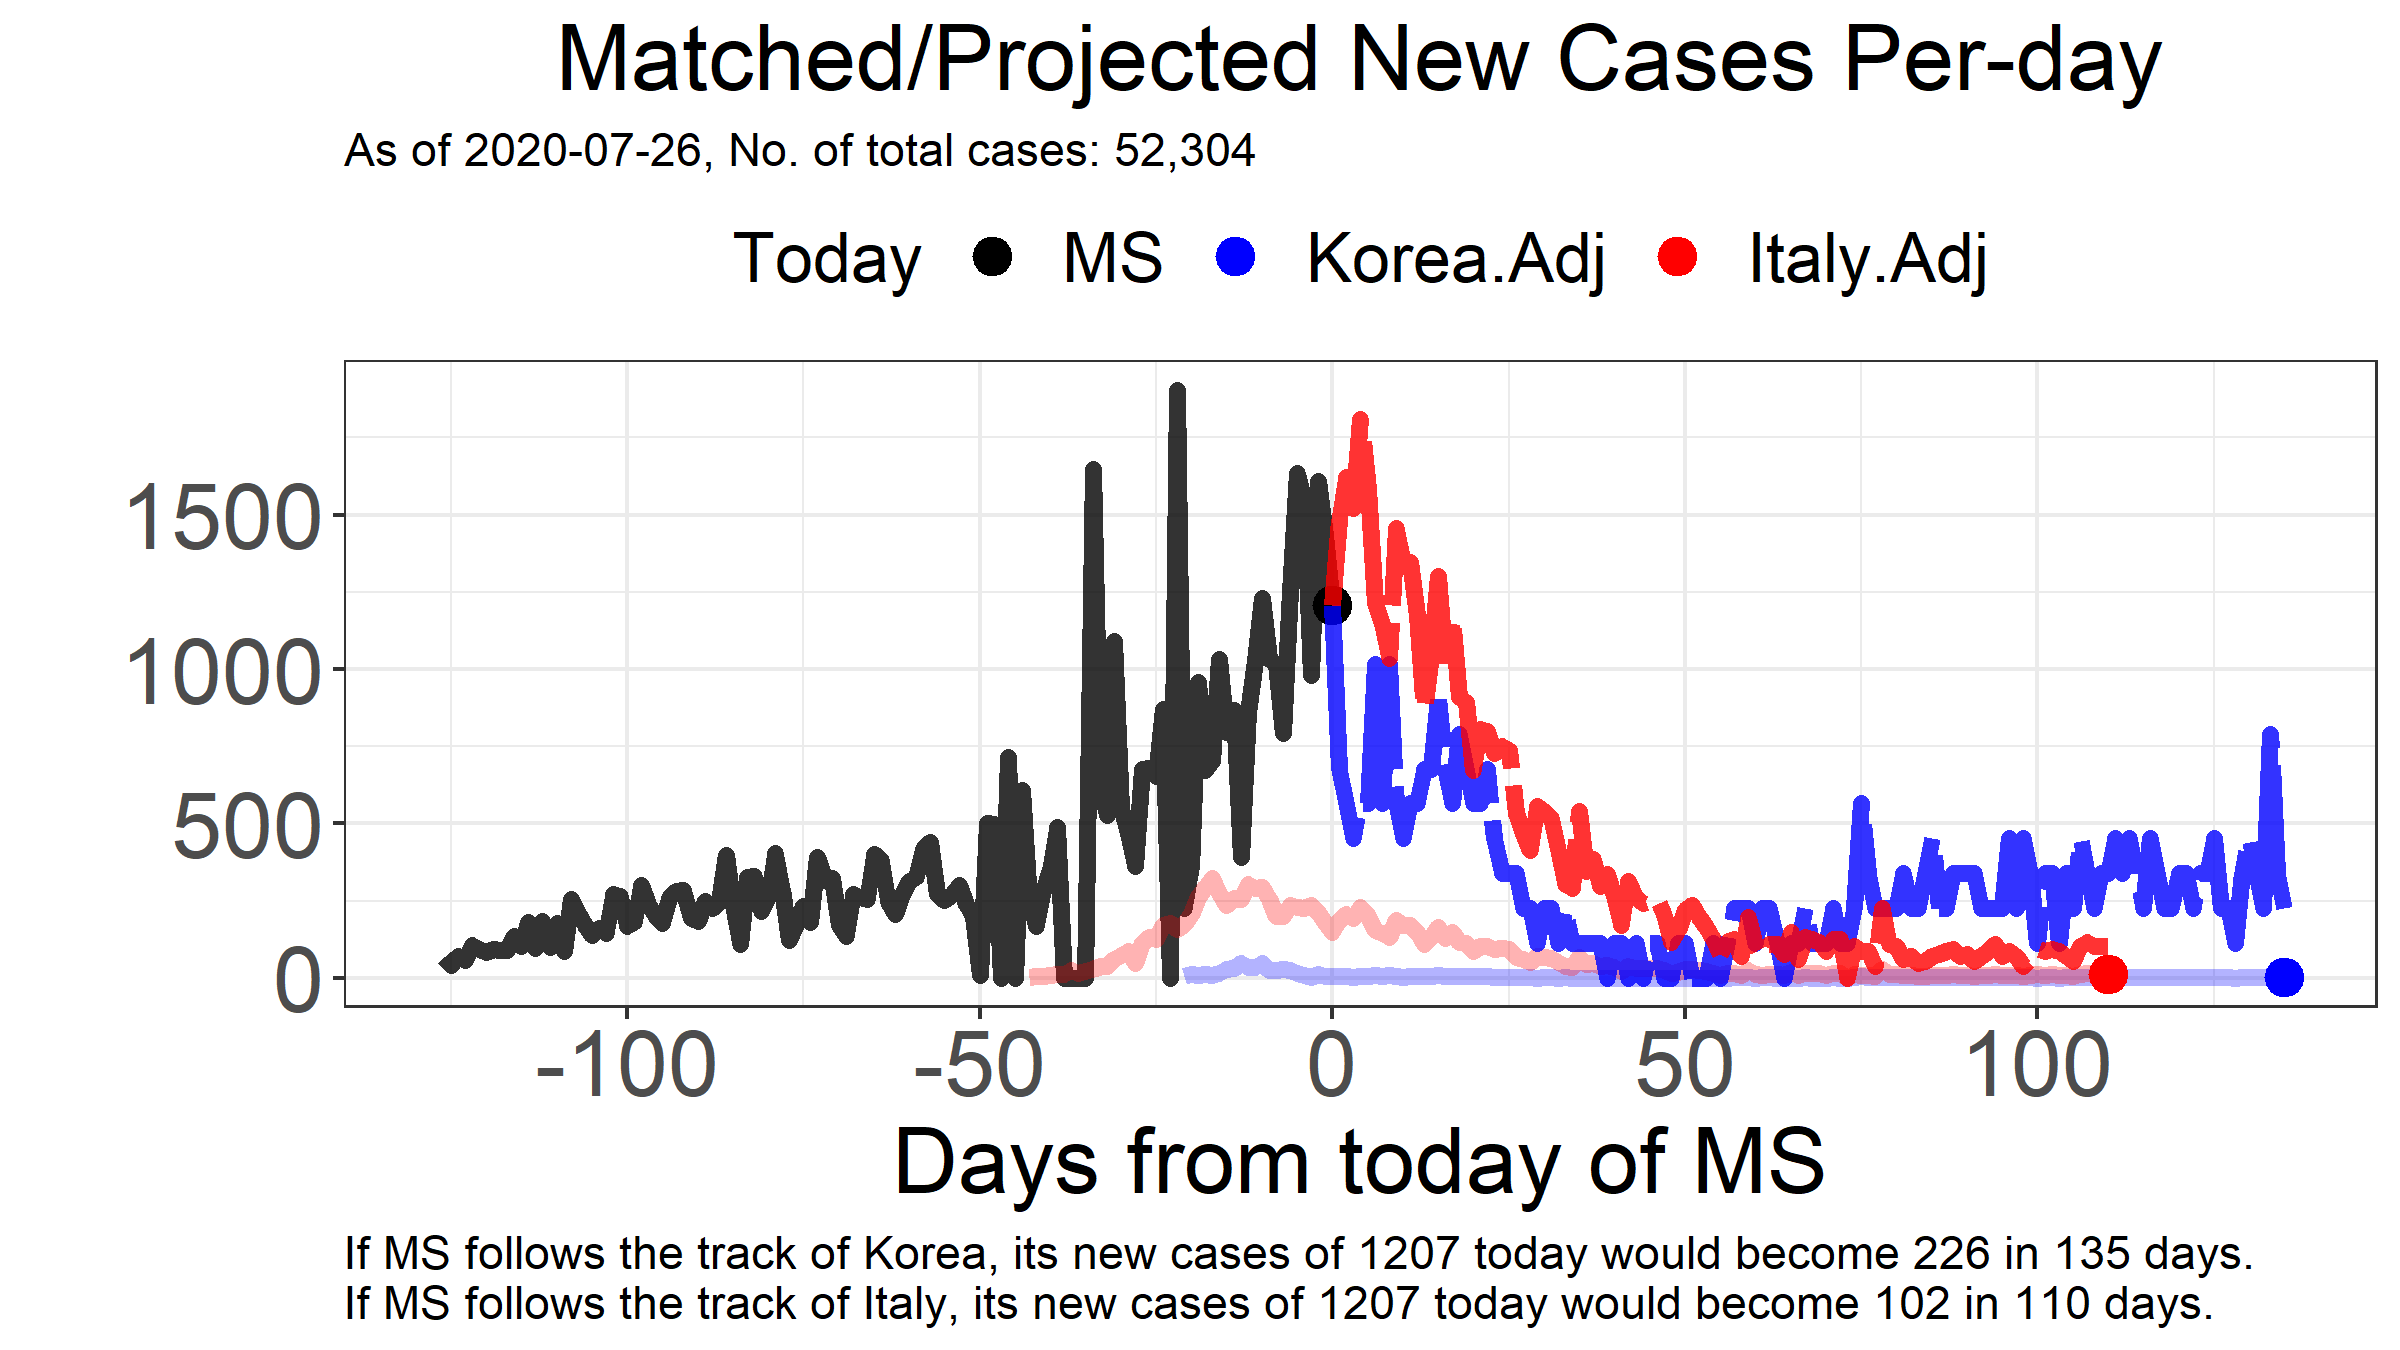 Matched/Projected New Cases Per-day
As of 2020-07-26, No. of total cases: 52,304
Today MS Korea.Adj Italy.Adj
1500
1000
500
0
-100 -50 0 50 100
Days from today of MS
If MS follows the track of Korea, its new cases of 1207 today would become 226 in 135 days.
If MS follows the track of Italy, its new cases of 1207 today would become 102 in 110 days.